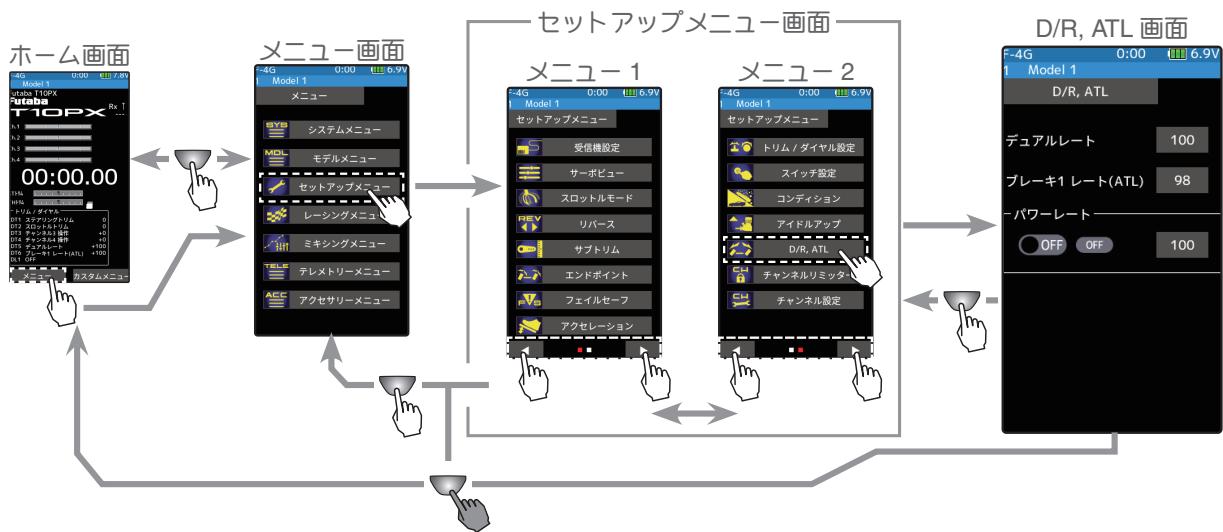 ホーム画面
F-4G 0:00 7.8V
Model 1
Futaba T10PX
Futaba
T10PX
Rx
00:00.00
トリム / ダイヤル
DT1 ステアリングトリム 0
DT2 スロットルトリム 0
DT3 チャンネル3 操作 +0
DT4 チャンネル4 操作 +0
DT5 デュアルレート +100
DT6 ブレーキ1 レート(ATL) +100
DL1 OFF
メニュー カスタムメニュー
メニュー画面
F-4G 0:00 6.9V
1 Model 1
メニュー
SYS システムメニュー
MDL モデルメニュー
セットアップメニュー
レーシングメニュー
ミキシングメニュー
TELE テレメトリーメニュー
ACC アクセサリーメニュー
セットアップメニュー画面
メニュー 1
F-4G 0:00 6.9V
1 Model 1
セットアップメニュー
受信機設定
サーボビュー
スロットルモード
REV リバース
サブトリム
エンドポイント
F/S フェイルセーフ
アクセレーション
メニュー 2
F-4G 0:00 6.9V
1 Model 1
セットアップメニュー
トリム / ダイヤル設定
スイッチ設定
コンディション
アイドルアップ
D/R, ATL
CH チャンネルリミッター
CH チャンネル設定
D/R, ATL 画面
F-4G 0:00 6.9V
1 Model 1
D/R, ATL
デュアルレート 100
ブレーキ1 レート(ATL) 98
パワーレート
OFF OFF 100